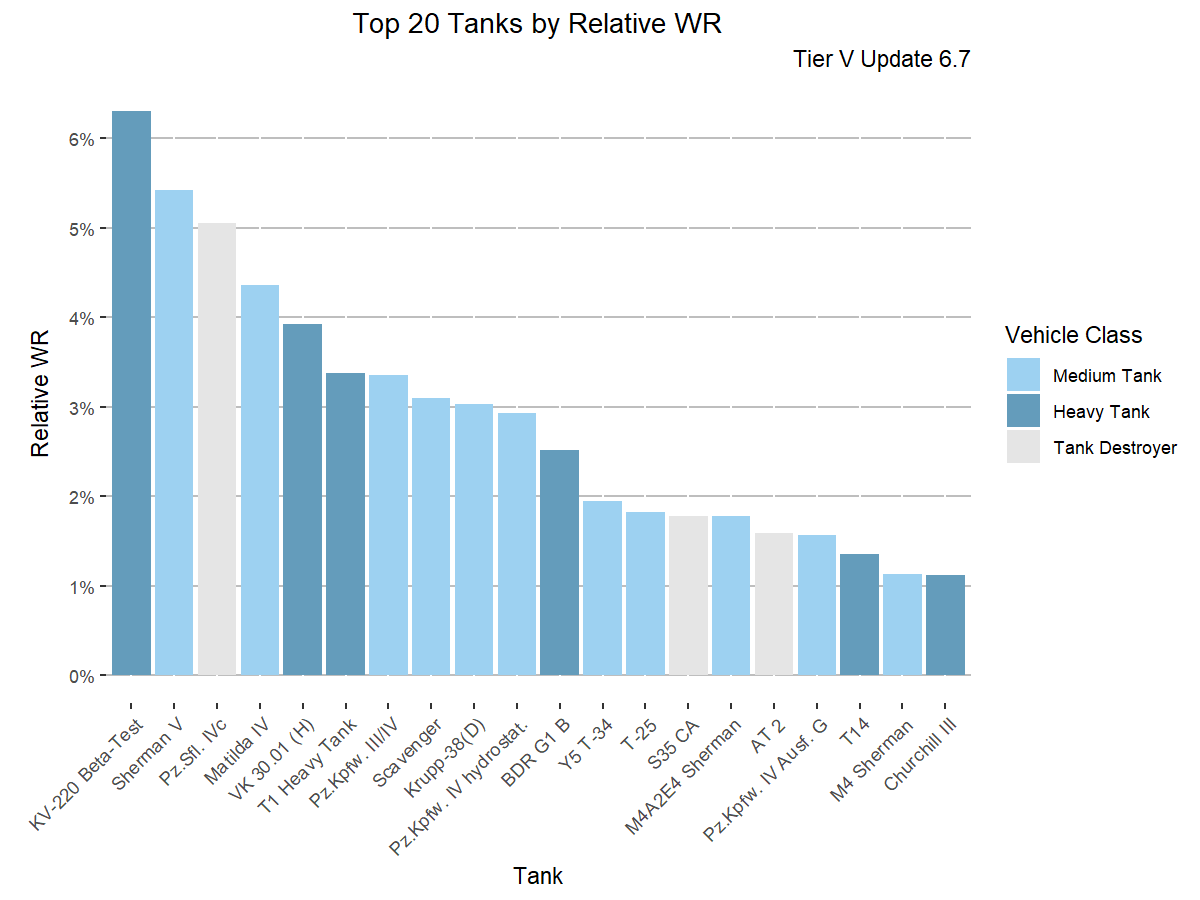 Top 20 Tanks by Relative WR
Tier V Update 6.7
6%
5%
4%
3%
2%
1%
0%
Relative WR
KV-220 Beta-Test
Sherman V
Pz.Sfl. IVc
Matilda IV
VK 30.01 (H)
T1 Heavy Tank
Pz.Kpfw. III/IV
Scavenger
Krupp-38(D)
Pz.Kpfw. IV hydrostat.
BDR G1 B
Y5 T-34
T-25
S35 CA
M4A2E4 Sherman
AT 2
Pz.Kpfw. IV Ausf. G
T14
M4 Sherman
Churchill III
Tank
Vehicle Class
Medium Tank
Heavy Tank
Tank Destroyer